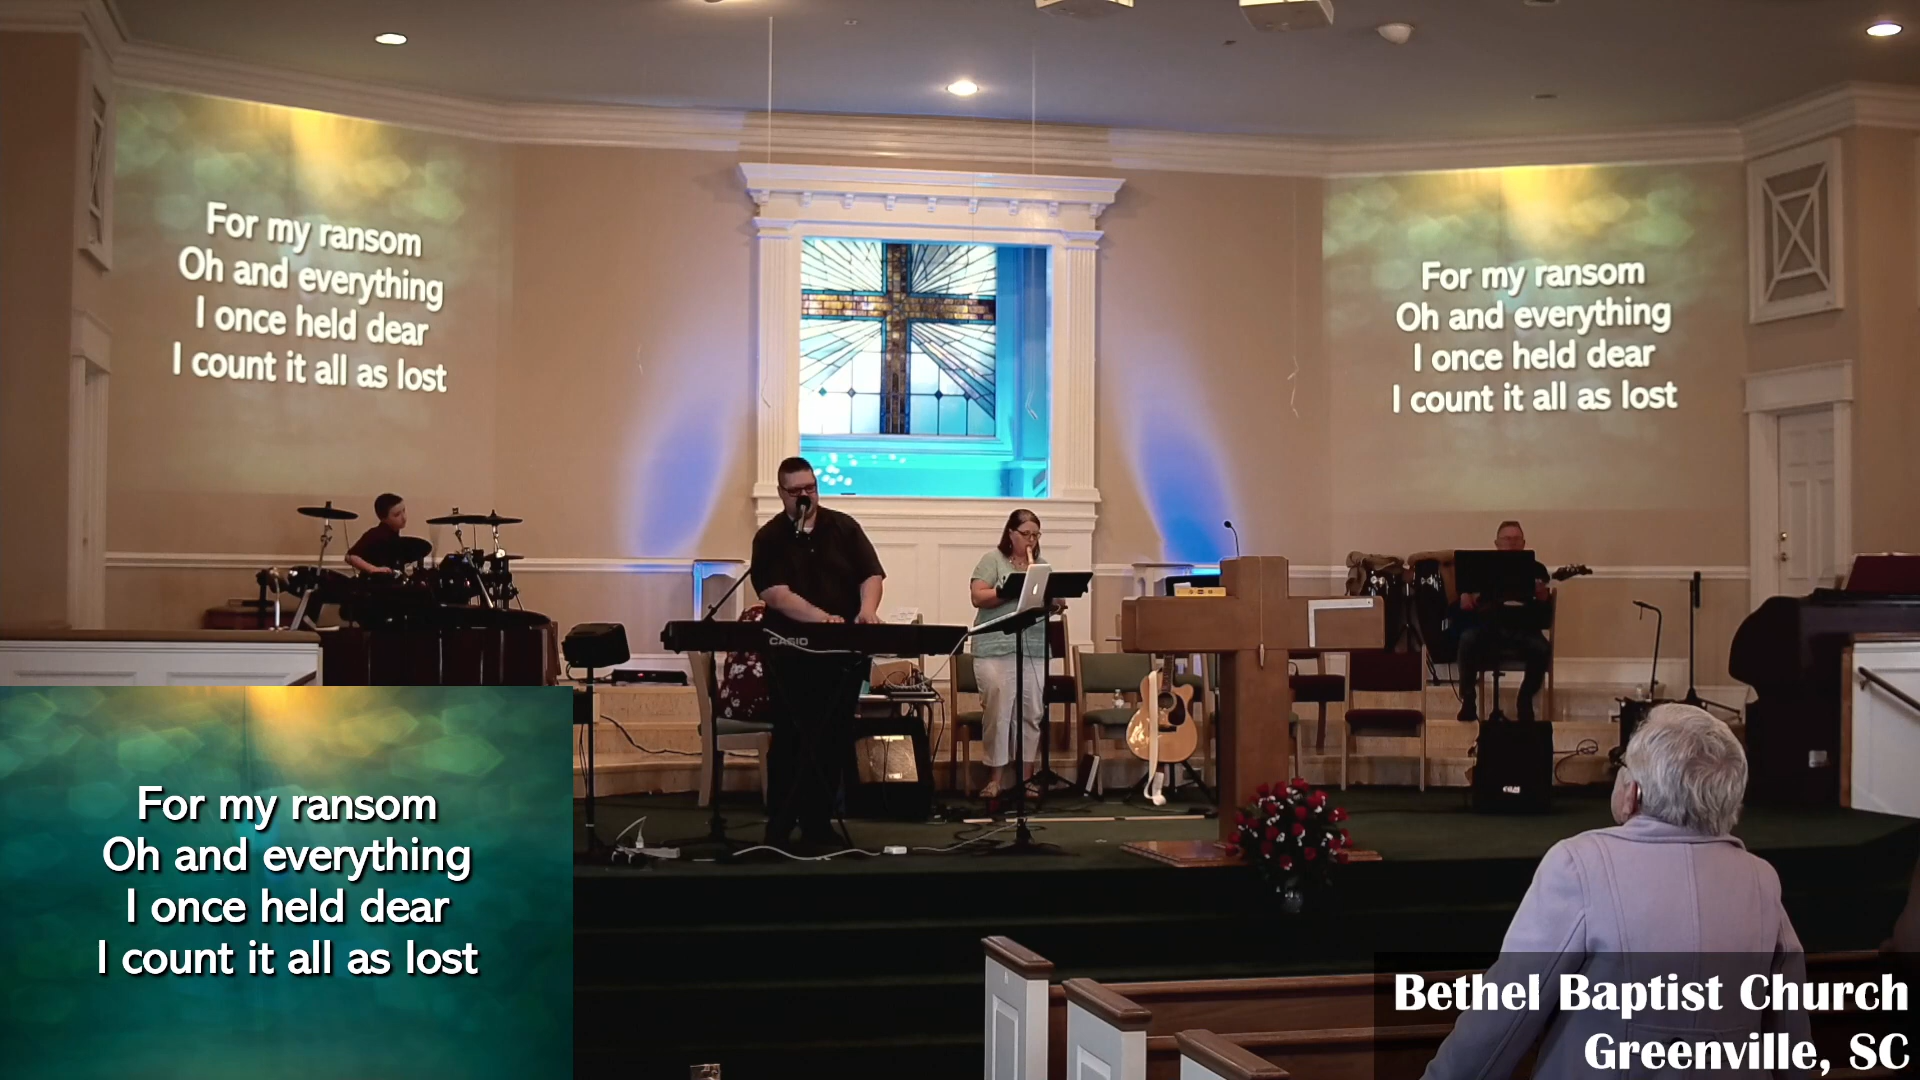 For my ransom
Oh and everything
I once held dear
I count it all as lost
For my ransom
Oh and everything
I once held dear
I count it all as lost
CASIO
For my ransom
Oh and everything
I once held dear
I count it all as lost
Bethel Baptist Church
Greenville, SC